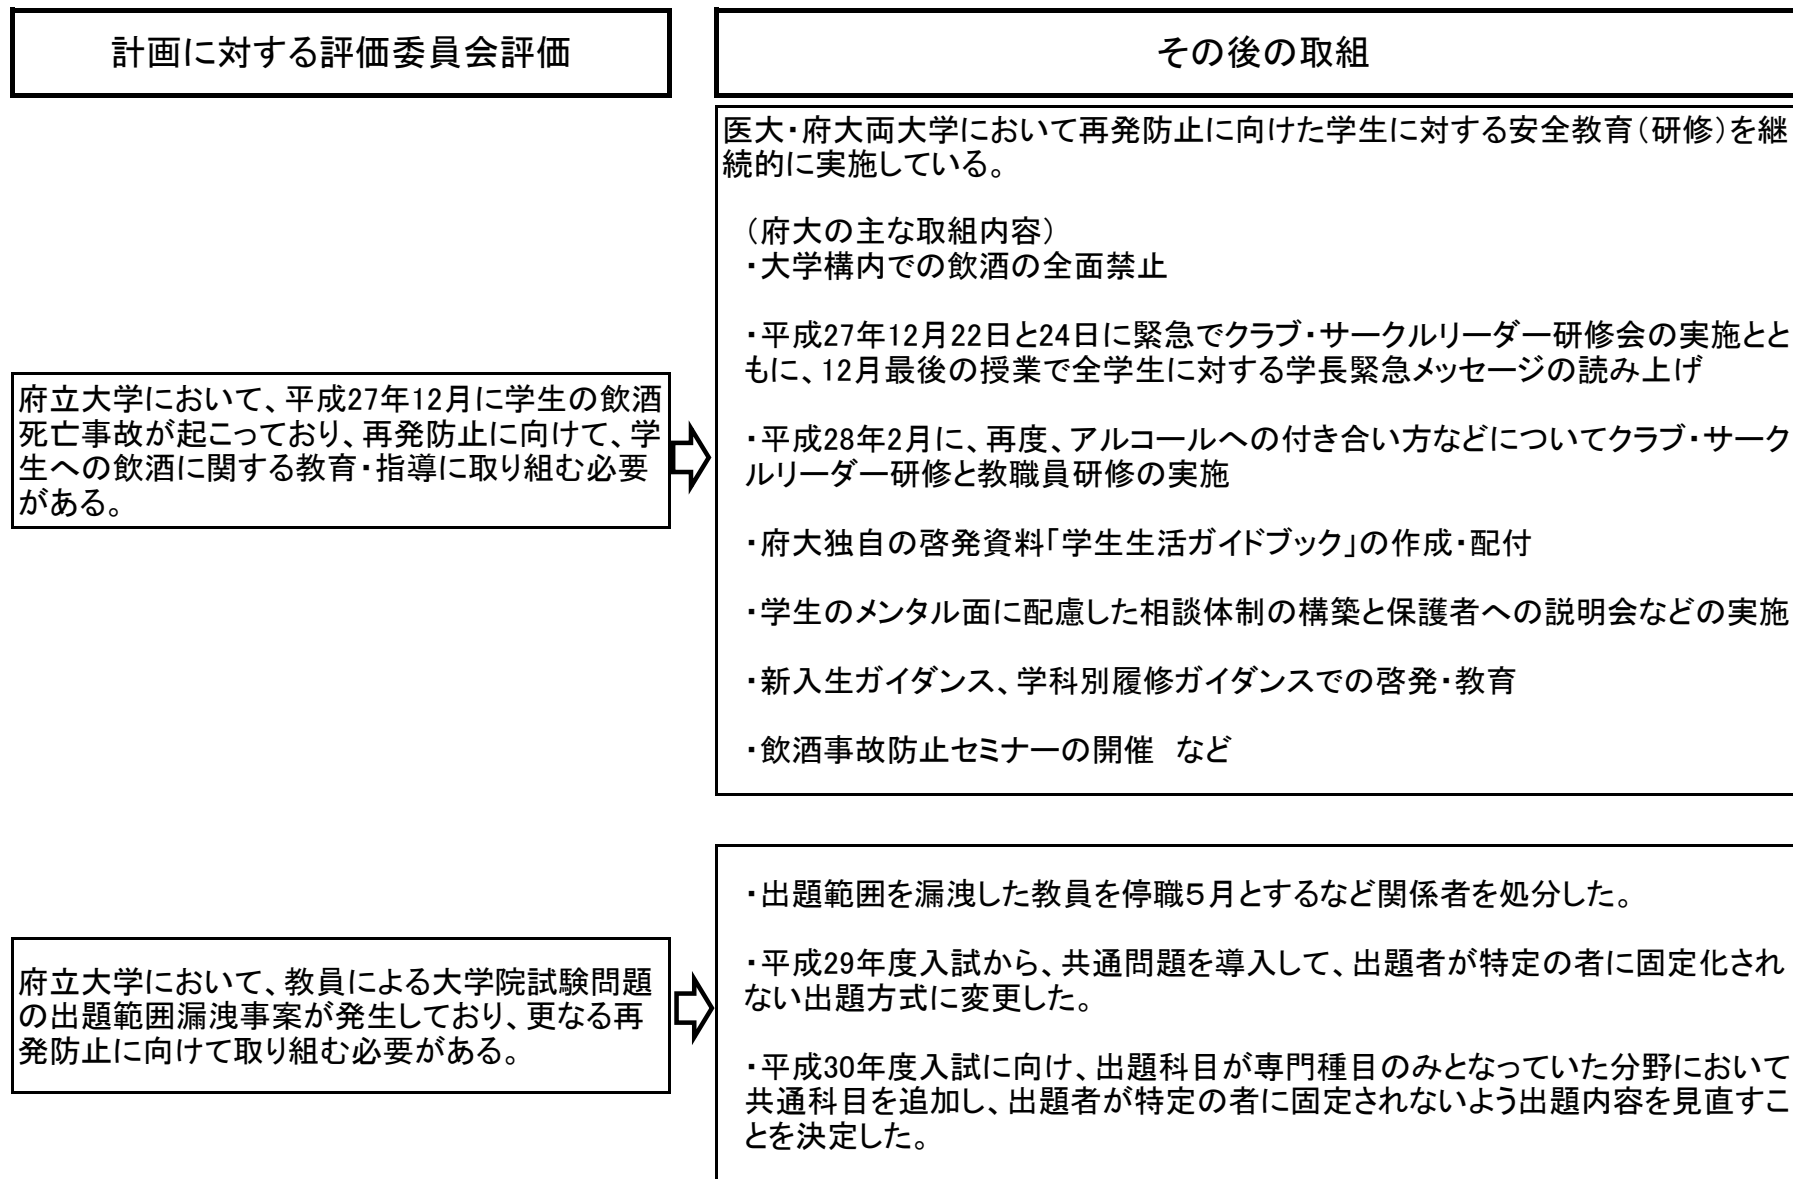 計画に対する評価委員会評価
その後の取組
府立大学において、平成27年12月に学生の飲酒
死亡事故が起こっており、再発防止に向けて、学
生への飲酒に関する教育・指導に取り組む必要
がある。
医大・府大両大学において再発防止に向けた学生に対する安全教育（研修）を継
続的に実施している。
（府大の主な取組内容）
・大学構内での飲酒の全面禁止
・平成27年12月22日と24日に緊急でクラブ・サークルリーダー研修会の実施とと
もに、12月最後の授業で全学生に対する学長緊急メッセージの読み上げ
・平成28年2月に、再度、アルコールへの付き合い方などについてクラブ・サーク
ルリーダー研修と教職員研修の実施
・府大独自の啓発資料「学生生活ガイドブック」の作成・配付
・学生のメンタル面に配慮した相談体制の構築と保護者への説明会などの実施
・新入生ガイダンス、学科別履修ガイダンスでの啓発・教育
・飲酒事故防止セミナーの開催　など
府立大学において、教員による大学院試験問題
の出題範囲漏洩事案が発生しており、更なる再
発防止に向けて取り組む必要がある。
・出題範囲を漏洩した教員を停職５月とするなど関係者を処分した。
・平成29年度入試から、共通問題を導入して、出題者が特定の者に固定化され
ない出題方式に変更した。
・平成30年度入試に向け、出題科目が専門種目のみとなっていた分野において
共通科目を追加し、出題者が特定の者に固定されないよう出題内容を見直すこ
とを決定した。